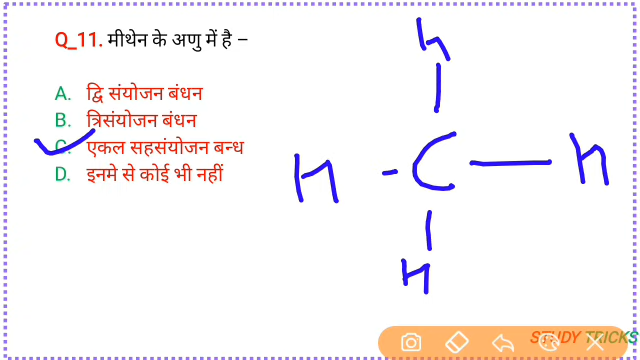 Q_11. मीथेन के अणु में है –
A. द्वि संयोजन बंधन
B. त्रिसंयोजन बंधन
C. एकल सहसंयोजन बन्ध
D. इनमे से कोई भी नहीं
H
H - C — H
H
STUDY TRICKS